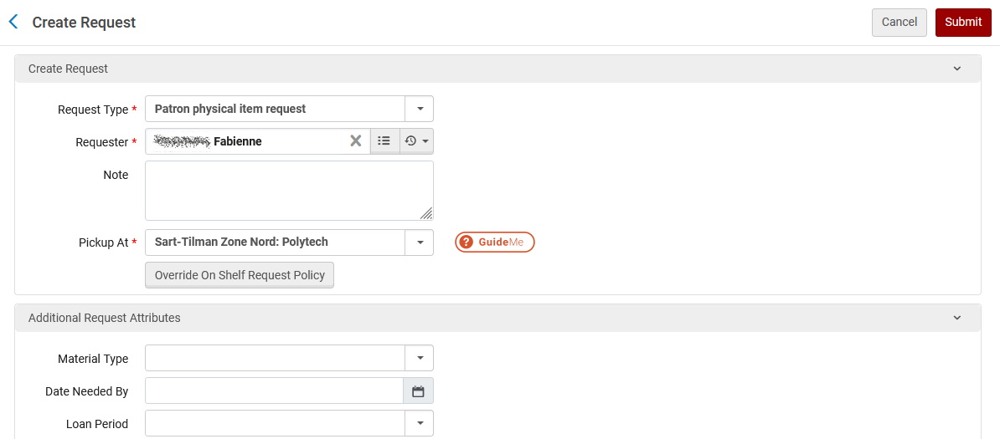 Create Request
Cancel
Submit
Create Request
Request Type * Patron physical item request
Requester * Fabienne
Note
Pickup At * Sart-Tilman Zone Nord: Polytech
? GuideMe
Override On Shelf Request Policy
Additional Request Attributes
Material Type
Date Needed By
Loan Period